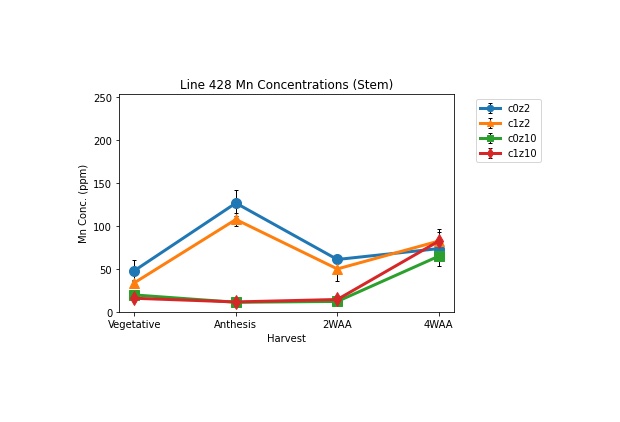 Line 428 Mn Concentrations (Stem)
250
200
150
100
50
0
Mn Conc. (ppm)
Vegetative Anthesis 2WAA 4WAA
Harvest
c0z2
c1z2
c0z10
c1z10